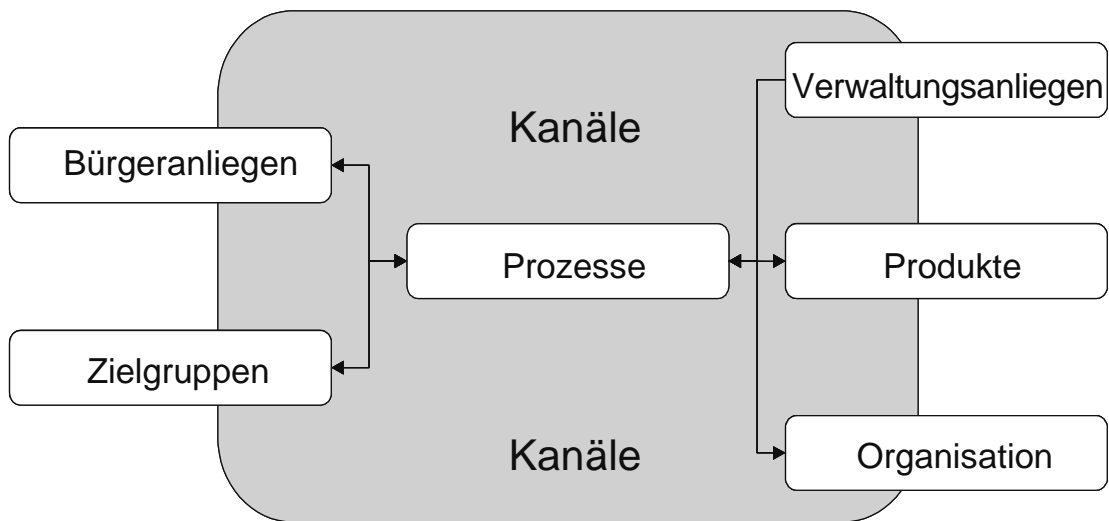 Verwaltungsanliegen
Kanäle
Bürgeranliegen
Prozesse
Produkte
Zielgruppen
Kanäle
Organisation